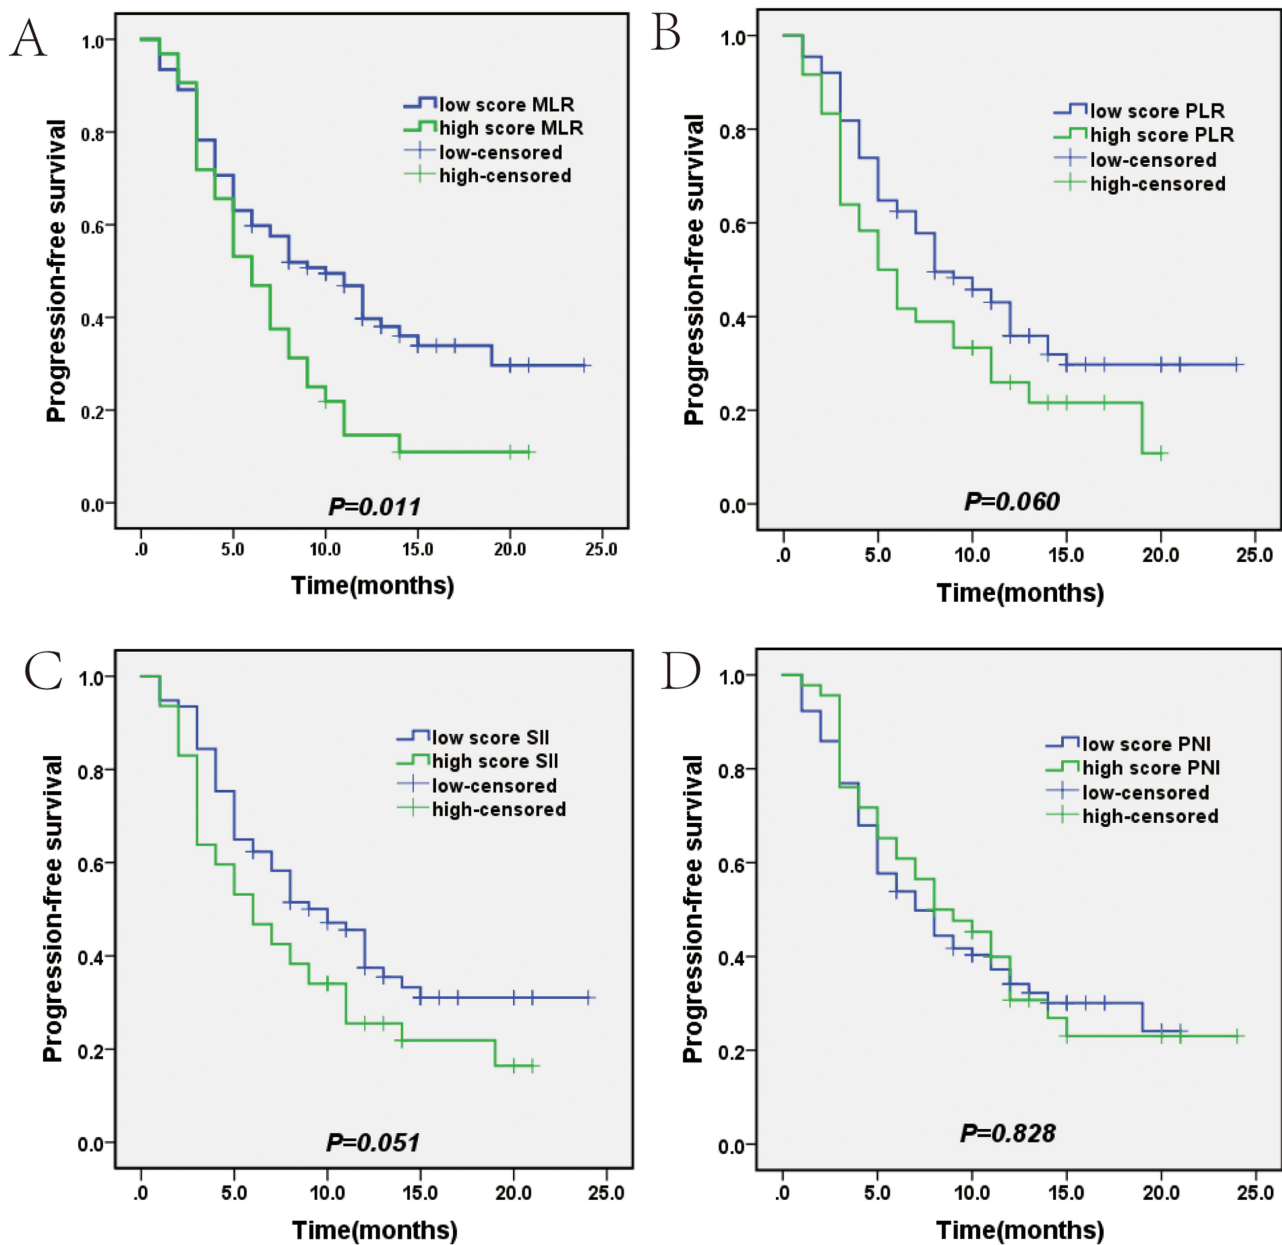 A
Progression-free survival
1.0
0.8
0.6
0.4
0.2
0.0
low score MLR
high score MLR
low-censored
high-censored
P=0.011
.0 5.0 10.0 15.0 20.0 25.0
Time(months)
B
Progression-free survival
1.0
0.8
0.6
0.4
0.2
0.0
low score PLR
high score PLR
low-censored
high-censored
P=0.060
.0 5.0 10.0 15.0 20.0 25.0
Time(months)
C
Progression-free survival
1.0
0.8
0.6
0.4
0.2
0.0
low score SII
high score SII
low-censored
high-censored
P=0.051
.0 5.0 10.0 15.0 20.0 25.0
Time(months)
D
Progression-free survival
1.0
0.8
0.6
0.4
0.2
0.0
low score PNI
high score PNI
low-censored
high-censored
P=0.828
.0 5.0 10.0 15.0 20.0 25.0
Time(months)